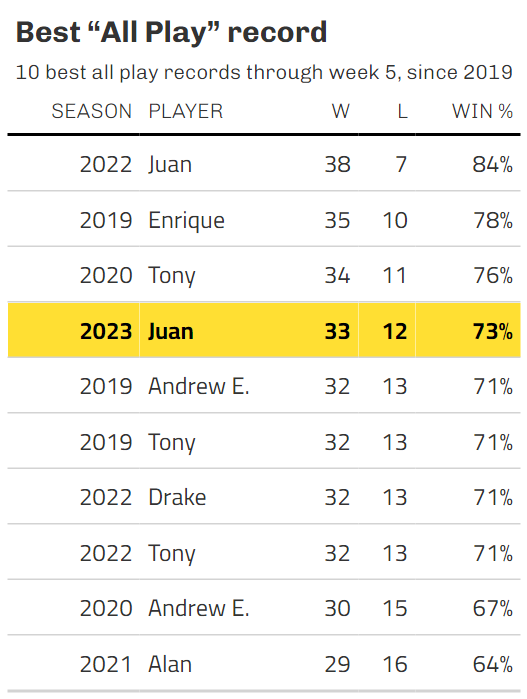 Best “All Play” record
10 best all play records through week 5, since 2019
SEASON PLAYER W L WIN %
2022 Juan 38 7 84%
2019 Enrique 35 10 78%
2020 Tony 34 11 76%
2023 Juan 33 12 73%
2019 Andrew E. 32 13 71%
2019 Tony 32 13 71%
2022 Drake 32 13 71%
2022 Tony 32 13 71%
2020 Andrew E. 30 15 67%
2021 Alan 29 16 64%